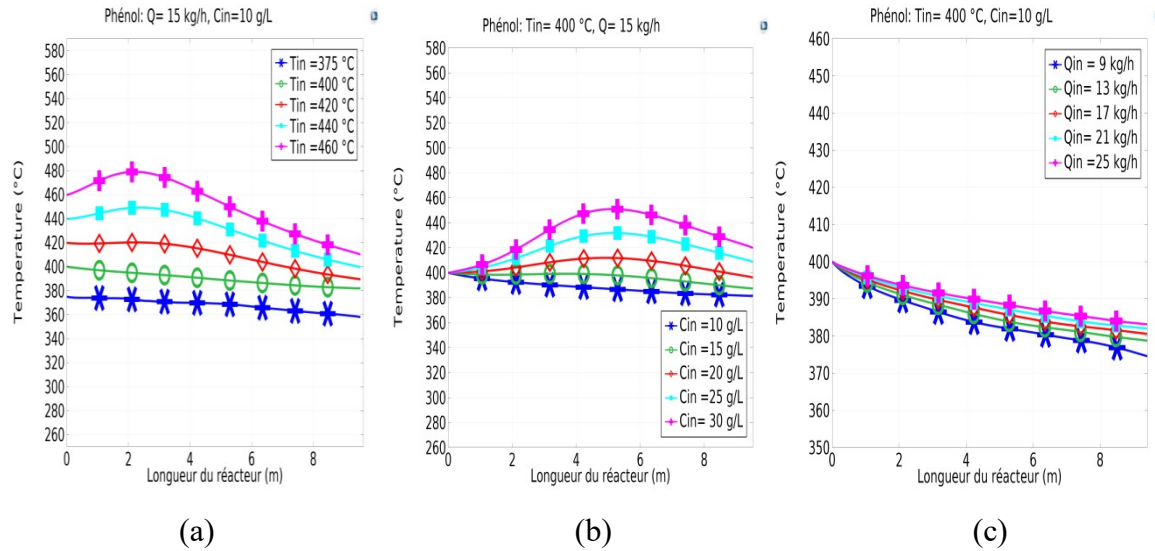 Phénol: Q= 15 kg/h, Cin=10 g/L
Temperature (°C)
580
560
540
520
500
480
460
440
420
400
380
360
340
320
300
280
260
Tin =375 °C
Tin =400 °C
Tin =420 °C
Tin =440 °C
Tin =460 °C
0 2 4 6 8
Longueur du réacteur (m)
(a)
Phénol: Tin= 400 °C, Q= 15 kg/h
Temperature (°C)
580
560
540
520
500
480
460
440
420
400
380
360
340
320
300
280
260
Cin =10 g/L
Cin =15 g/L
Cin =20 g/L
Cin =25 g/L
Cin= 30 g/L
0 2 4 6 8
Longueur du réacteur (m)
(b)
Phénol: Tin= 400 °C, Cin=10 g/L
Temperature (°C)
460
450
440
430
420
410
400
390
380
370
360
350
Qin = 9 kg/h
Qin= 13 kg/h
Qin= 17 kg/h
Qin= 21 kg/h
Qin =25 kg/h
0 2 4 6 8
Longueur du réacteur (m)
(c)